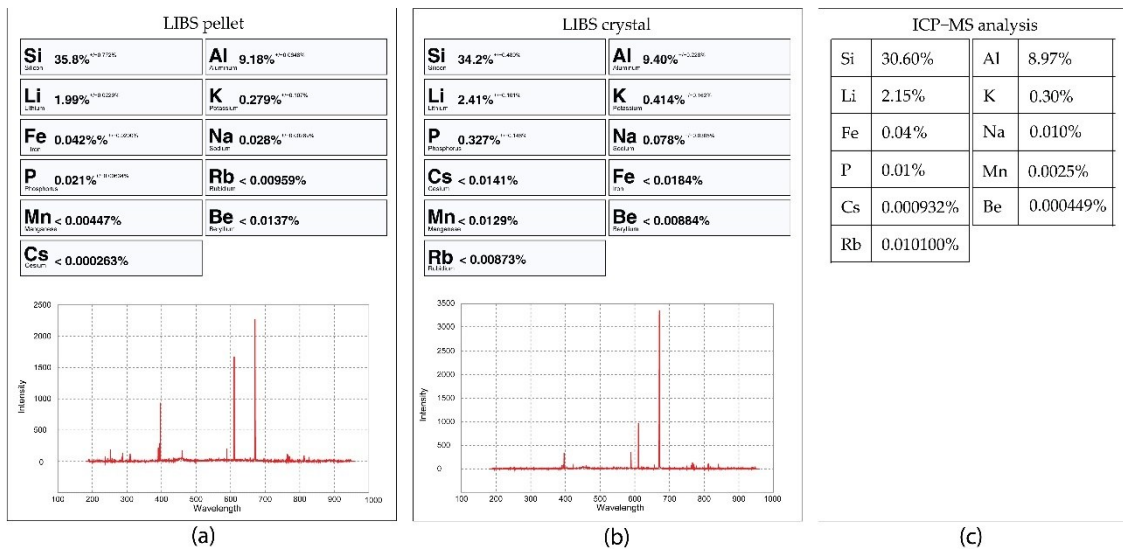 LIBS pellet
Si 35.8% +/-0.772% Al 9.18% +/-0.0948%
Silicon Aluminum
Li 1.99% K 0.279%
Lithium Potassium
Fe 0.042%% Na 0.028%
Iron Sodium
P 0.021% Rb < 0.00959%
Phosphorus Rubidium
Mn < 0.00447% Be < 0.0137%
Manganese Beryllium
Cs < 0.000263%
Cesium
2500
2000
1500
1000
500
0
Intensity
100 200 300 400 500 600 700 800 900 1000
Wavelength
(a)
LIBS crystal
Si 34.2% Al 9.40%
Silicon Aluminum
Li 2.41% K 0.414%
Lithium Potassium
P 0.327% Na 0.078%
Phosphorus Sodium
Cs < 0.0141% Fe < 0.0184%
Cesium Iron
Mn < 0.0129% Be < 0.00884%
Manganese Beryllium
Rb < 0.00873%
Rubidium
3500
3000
2500
2000
1500
1000
500
0
Intensity
100 200 300 400 500 600 700 800 900 1000
Wavelength
(b)
ICP-MS analysis
Si 30.60% Al 8.97%
Li 2.15% K 0.30%
Fe 0.04% Na 0.010%
P 0.01% Mn 0.0025%
Cs 0.000932% Be 0.000449%
Rb 0.010100%
(c)